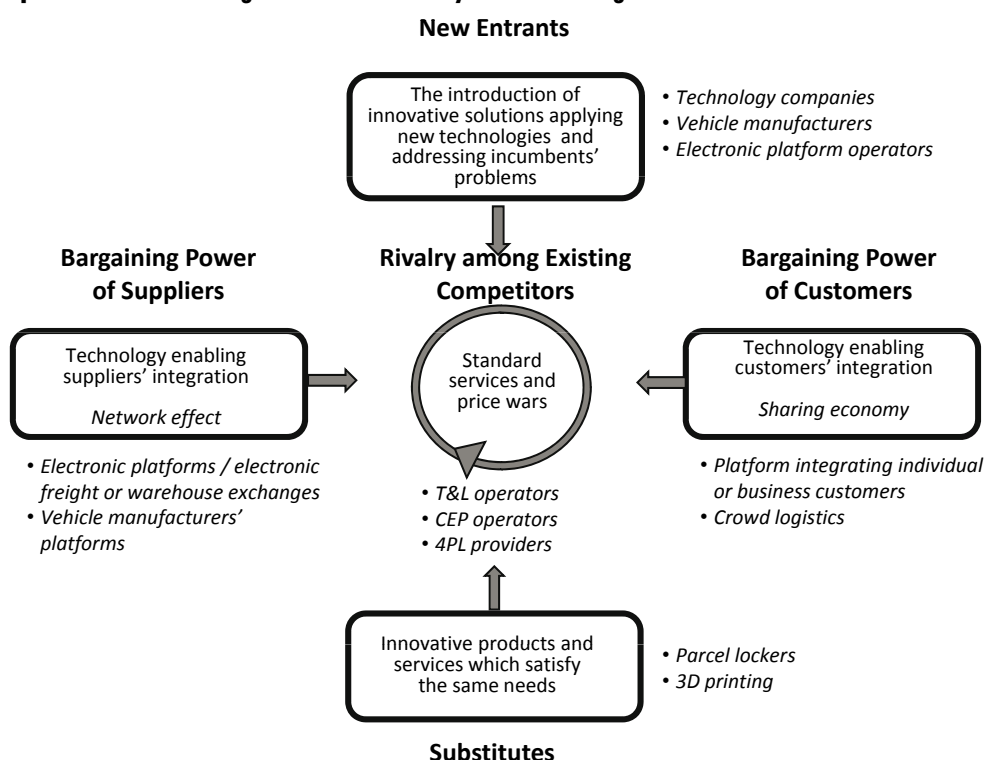 New Entrants
The introduction of
innovative solutions applying
new technologies and
addressing incumbents’
problems
• Technology companies
• Vehicle manufacturers
• Electronic platform operators
Bargaining Power
of Suppliers
Technology enabling
suppliers’ integration
Network effect
• Electronic platforms / electronic
freight or warehouse exchanges
• Vehicle manufacturers’
platforms
Rivalry among Existing
Competitors
Standard
services and
price wars
• T&L operators
• CEP operators
• 4PL providers
Bargaining Power
of Customers
Technology enabling
customers’ integration
Sharing economy
• Platform integrating individual
or business customers
• Crowd logistics
Innovative products and
services which satisfy
the same needs
• Parcel lockers
• 3D printing
Substitutes